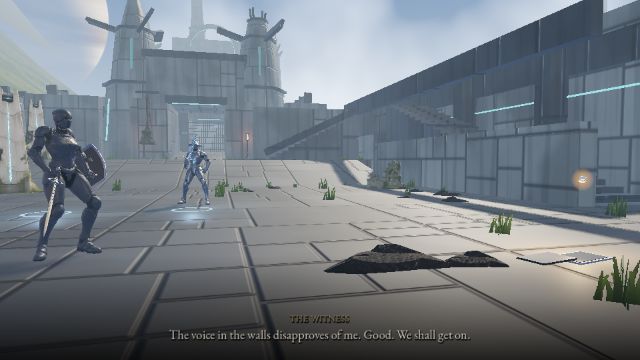 THE WITNESS
The voice in the walls disapproves of me. Good. We shall get on.